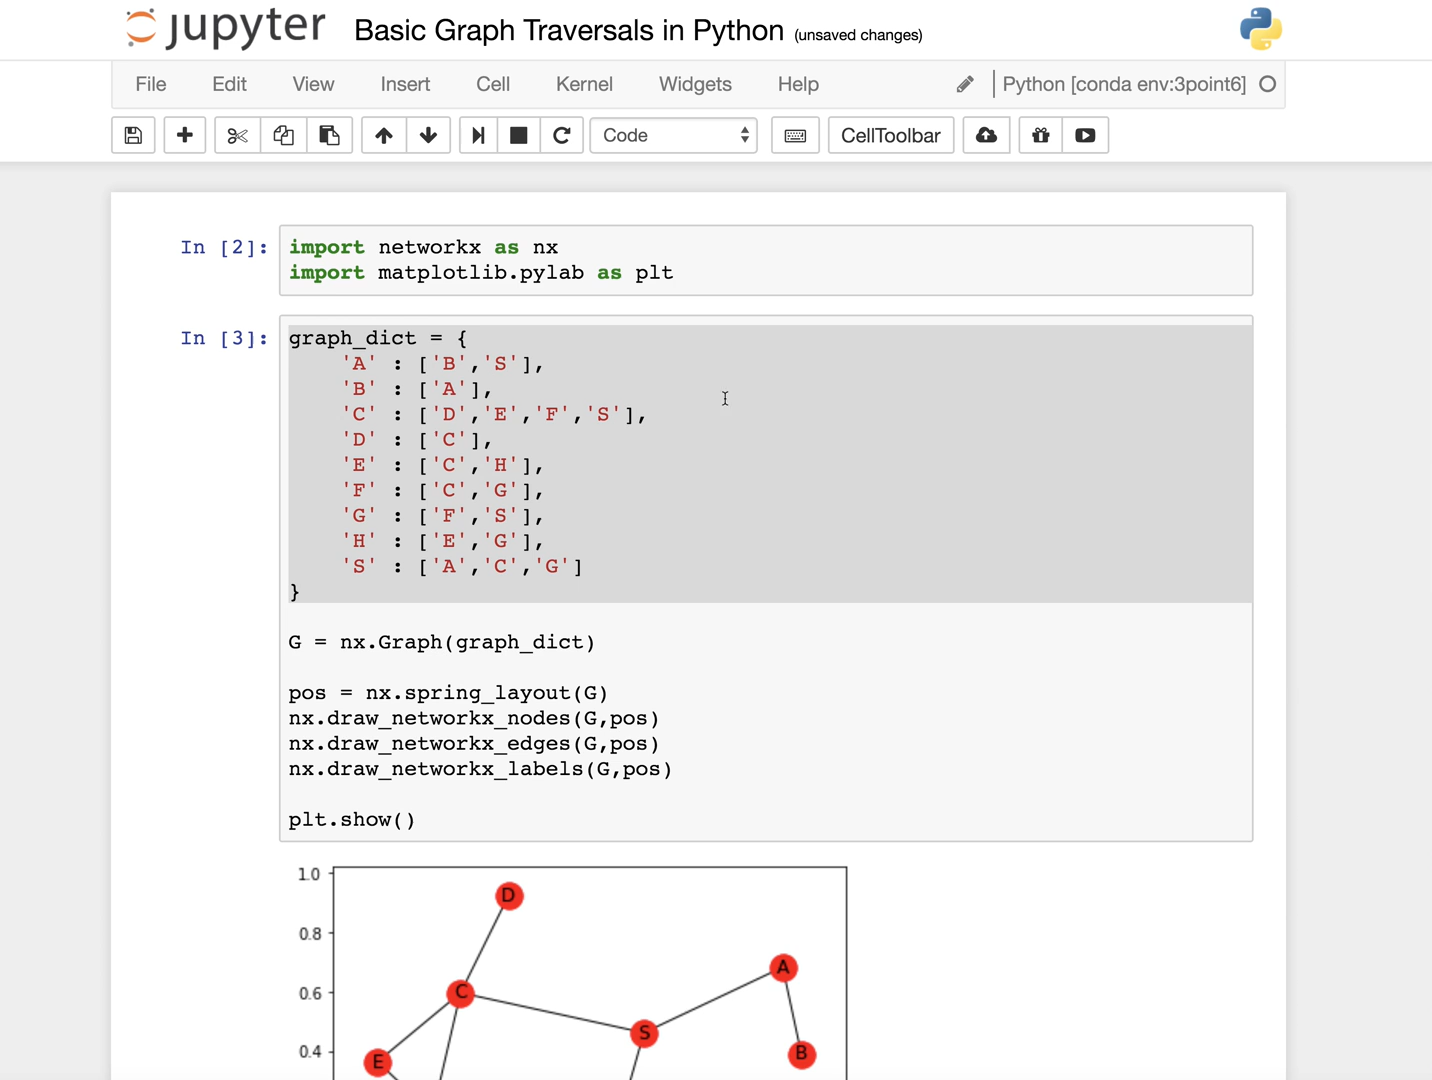 jupyter Basic Graph Traversals in Python (unsaved changes)
File Edit View Insert Cell Kernel Widgets Help Python [conda env:3point6]
Code CellToolbar
In [2]: import networkx as nx
import matplotlib.pylab as plt
In [3]: graph_dict = {
'A' : ['B','S'],
'B' : ['A'],
'C' : ['D','E','F','S'],
'D' : ['C'],
'E' : ['C','H'],
'F' : ['C','G'],
'G' : ['F','S'],
'H' : ['E','G'],
'S' : ['A','C','G']
}
G = nx.Graph(graph_dict)
pos = nx.spring_layout(G)
nx.draw_networkx_nodes(G,pos)
nx.draw_networkx_edges(G,pos)
nx.draw_networkx_labels(G,pos)
plt.show()
1.0
D
0.8
A
0.6
C
S
0.4
B
E